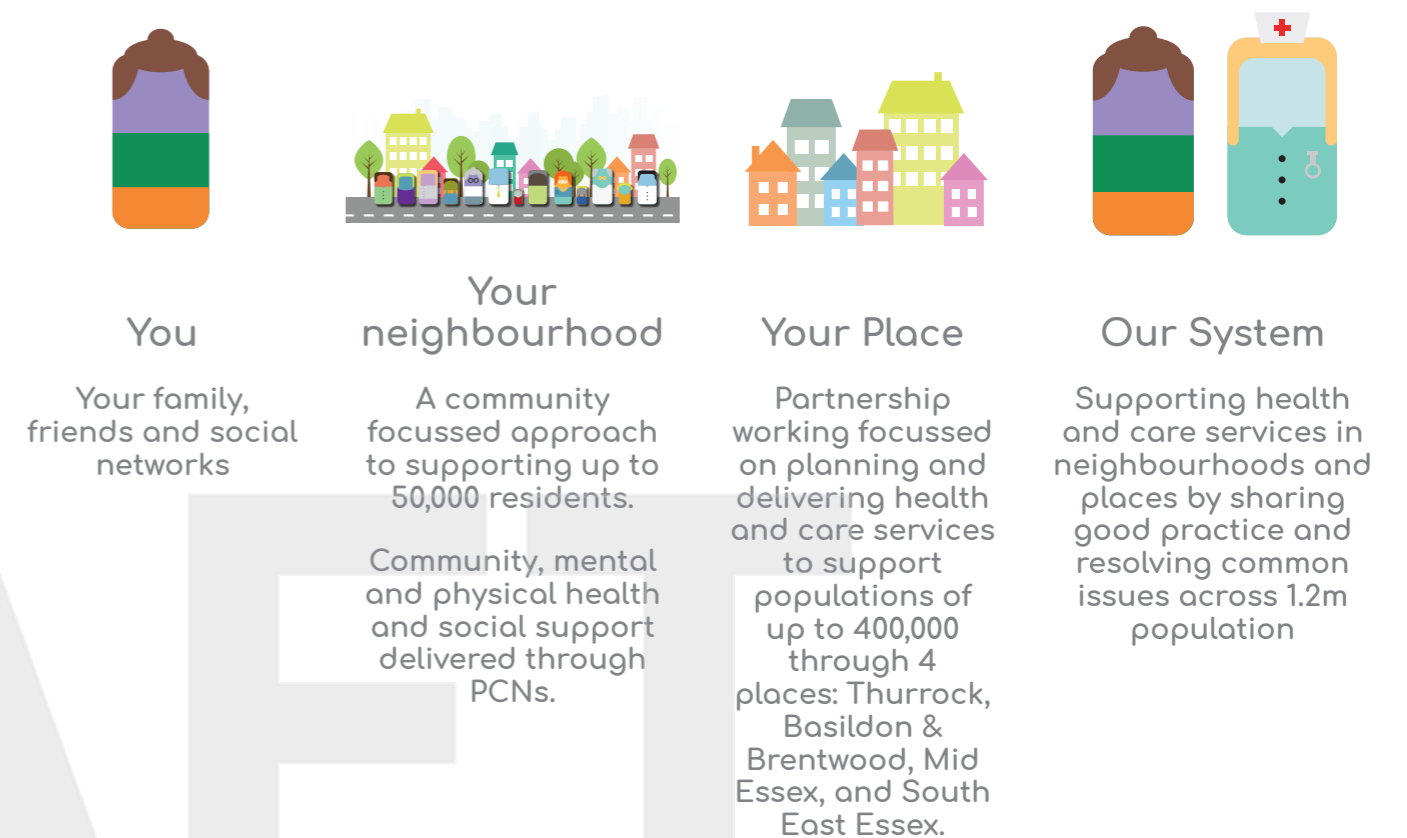 You
Your family,
friends and social
networks
Your
neighbourhood
A community
focussed approach
to supporting up to
50,000 residents.
Community, mental
and physical health
and social support
delivered through
PCNs.
Your Place
Partnership
working focussed
on planning and
delivering health
and care services
to support
populations of
up to 400,000
through 4
places: Thurrock,
Basildon &
Brentwood, Mid
Essex, and South
East Essex.
Our System
Supporting health
and care services in
neighbourhoods and
places by sharing
good practice and
resolving common
issues across 1.2m
population